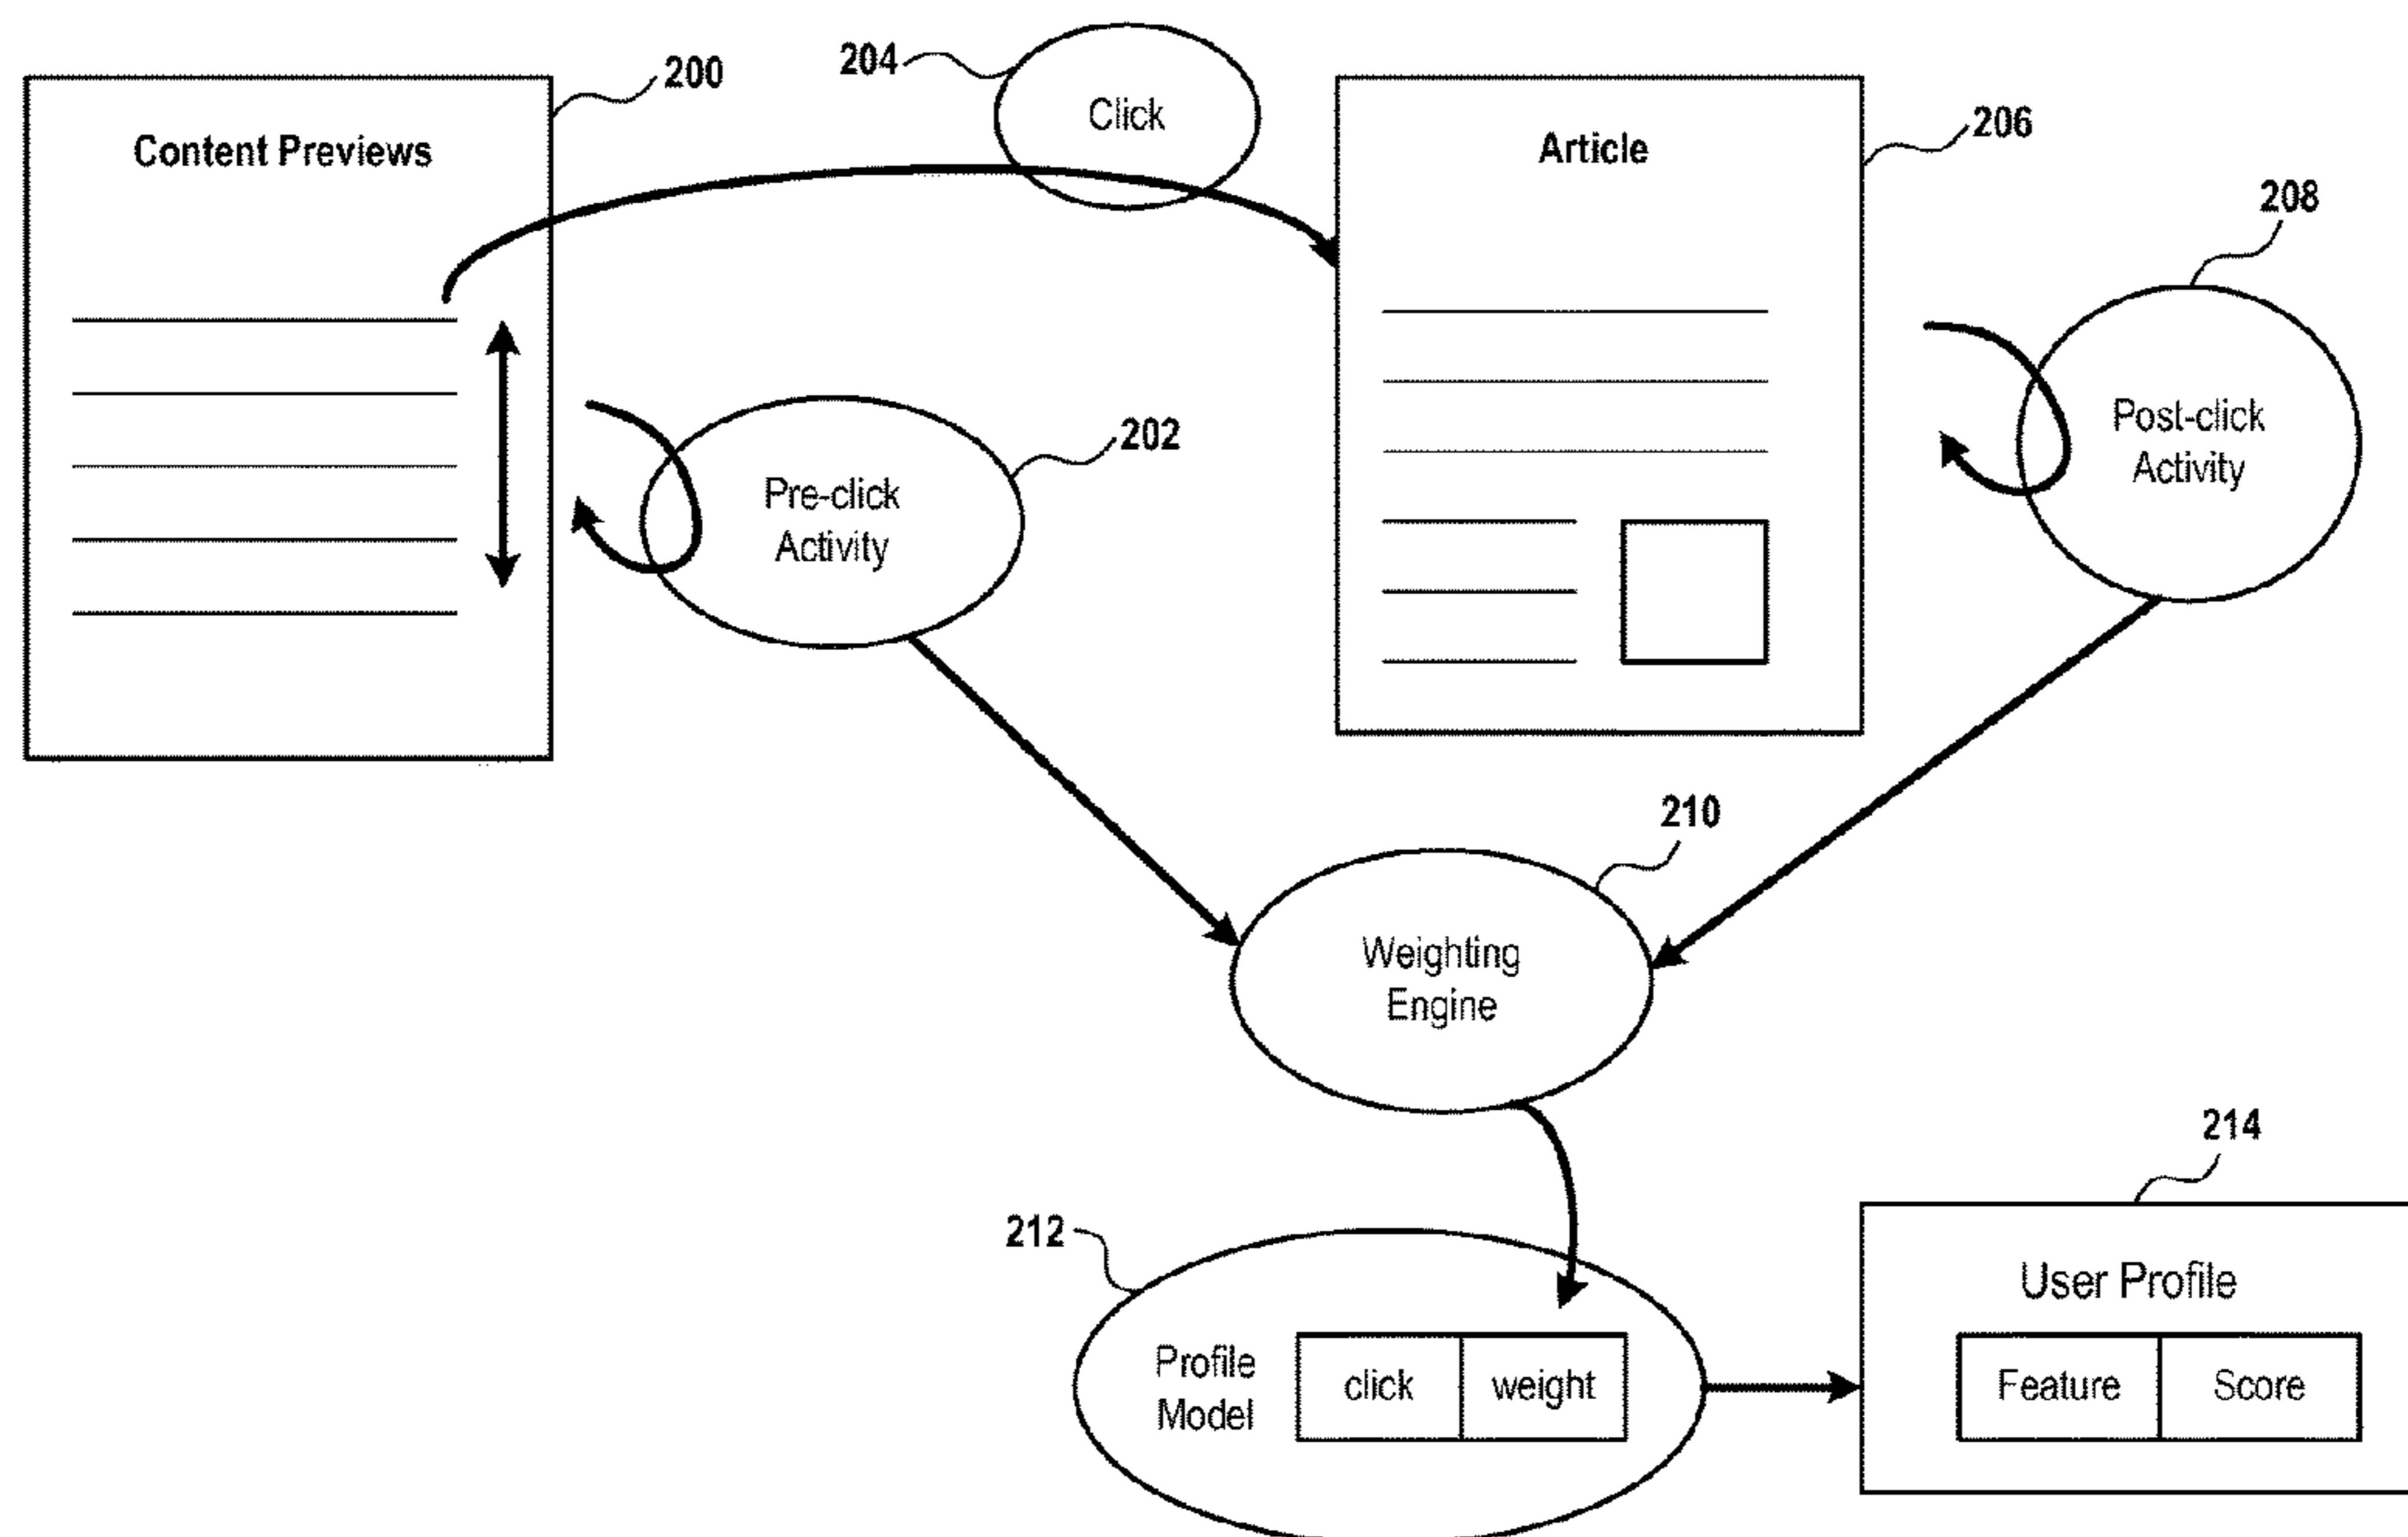 204
Click
200
Content Previews
206
Article
208
202
Pre-click
Activity
Post-click
Activity
210
Weighting
Engine
214
212
User Profile
Profile
Model
click
weight
Feature
Score